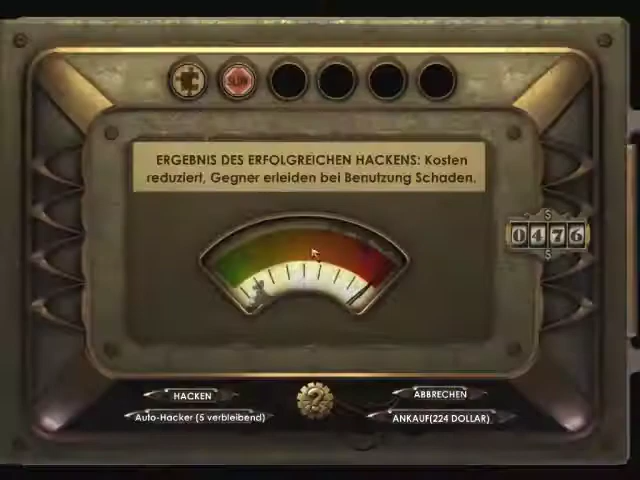 SLOW
ERGEBNIS DES ERFOLGREICHEN HACKENS: Kosten
reduziert, Gegner erleiden bei Benutzung Schaden.
$
0476
$
HACKEN
ABBRECHEN
?
Auto-Hacker (5 verbleibend)
ANKAUF(224 DOLLAR)